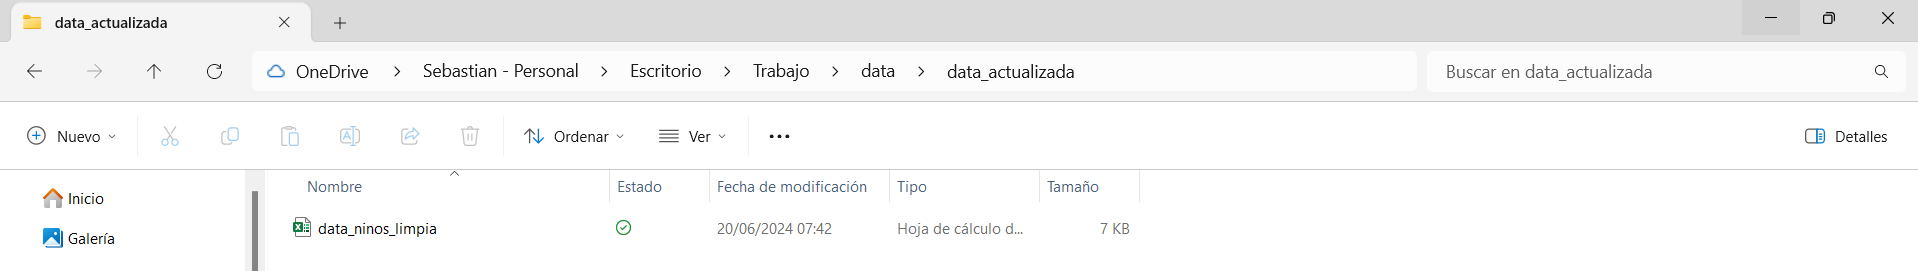 data_actualizada
OneDrive > Sebastian - Personal > Escritorio > Trabajo > data > data_actualizada
Buscar en data_actualizada
Nuevo
Ordenar
Ver
Detalles
Inicio
Galería
Nombre Estado Fecha de modificación Tipo Tamaño
data_ninos_limpia 20/06/2024 07:42 Hoja de cálculo d... 7 KB